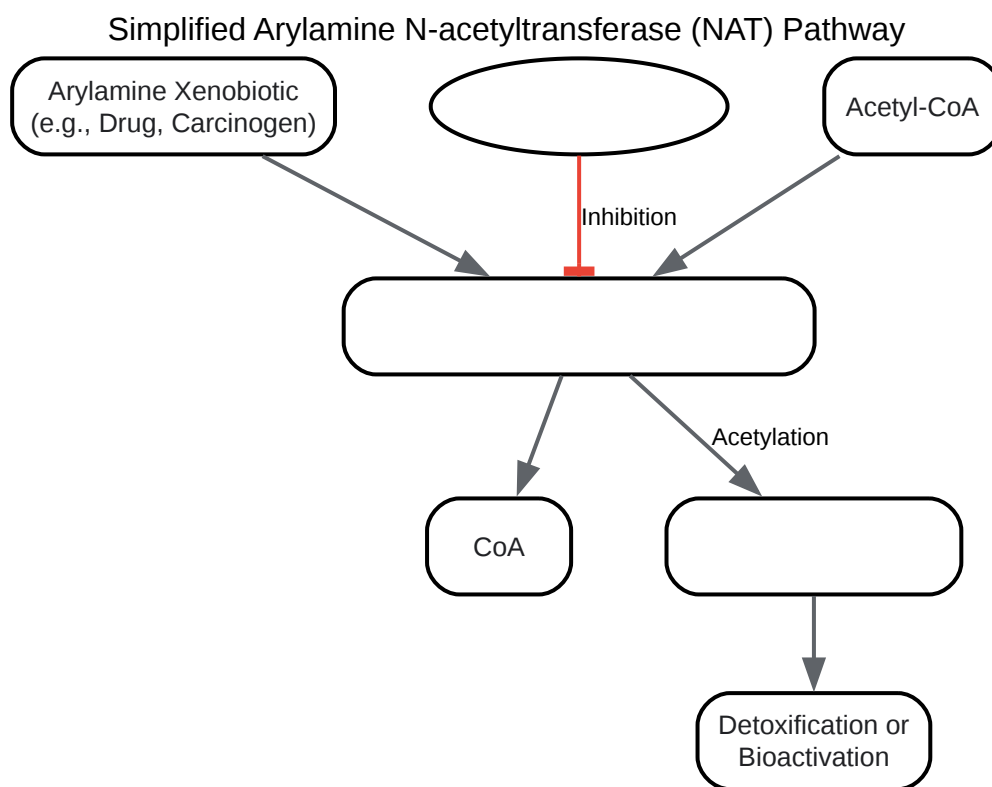 Simplified Arylamine N-acetyltransferase (NAT) Pathway
Arylamine Xenobiotic
(e.g., Drug, Carcinogen)
Acetyl-CoA
Inhibition
Acetylation
CoA
Detoxification or
Bioactivation